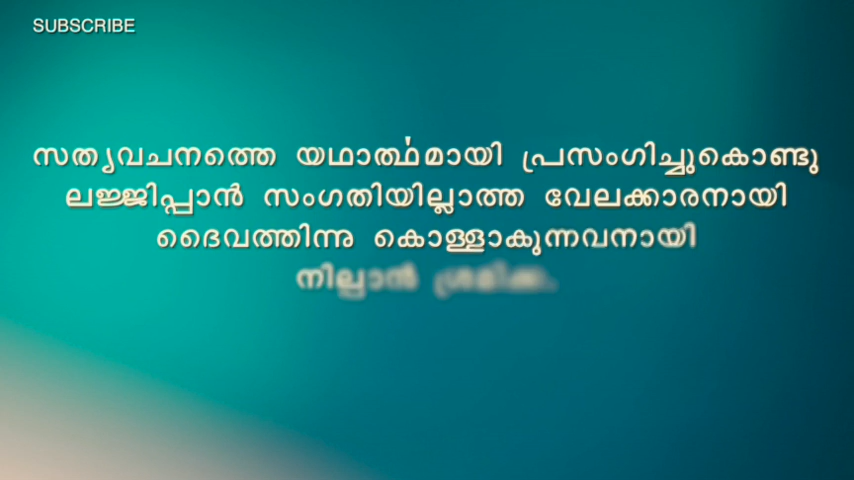 SUBSCRIBE
സത്യവചനത്തെ യഥാർത്ഥമായി പ്രസംഗിച്ചുകൊണ്ടു
ലജ്ജിപ്പാൻ സംഗതിയില്ലാത്ത വേലക്കാരനായി
ദൈവത്തിന്നു കൊള്ളാകുന്നവനായി
നില്പാൻ ശ്രമിക്ക.